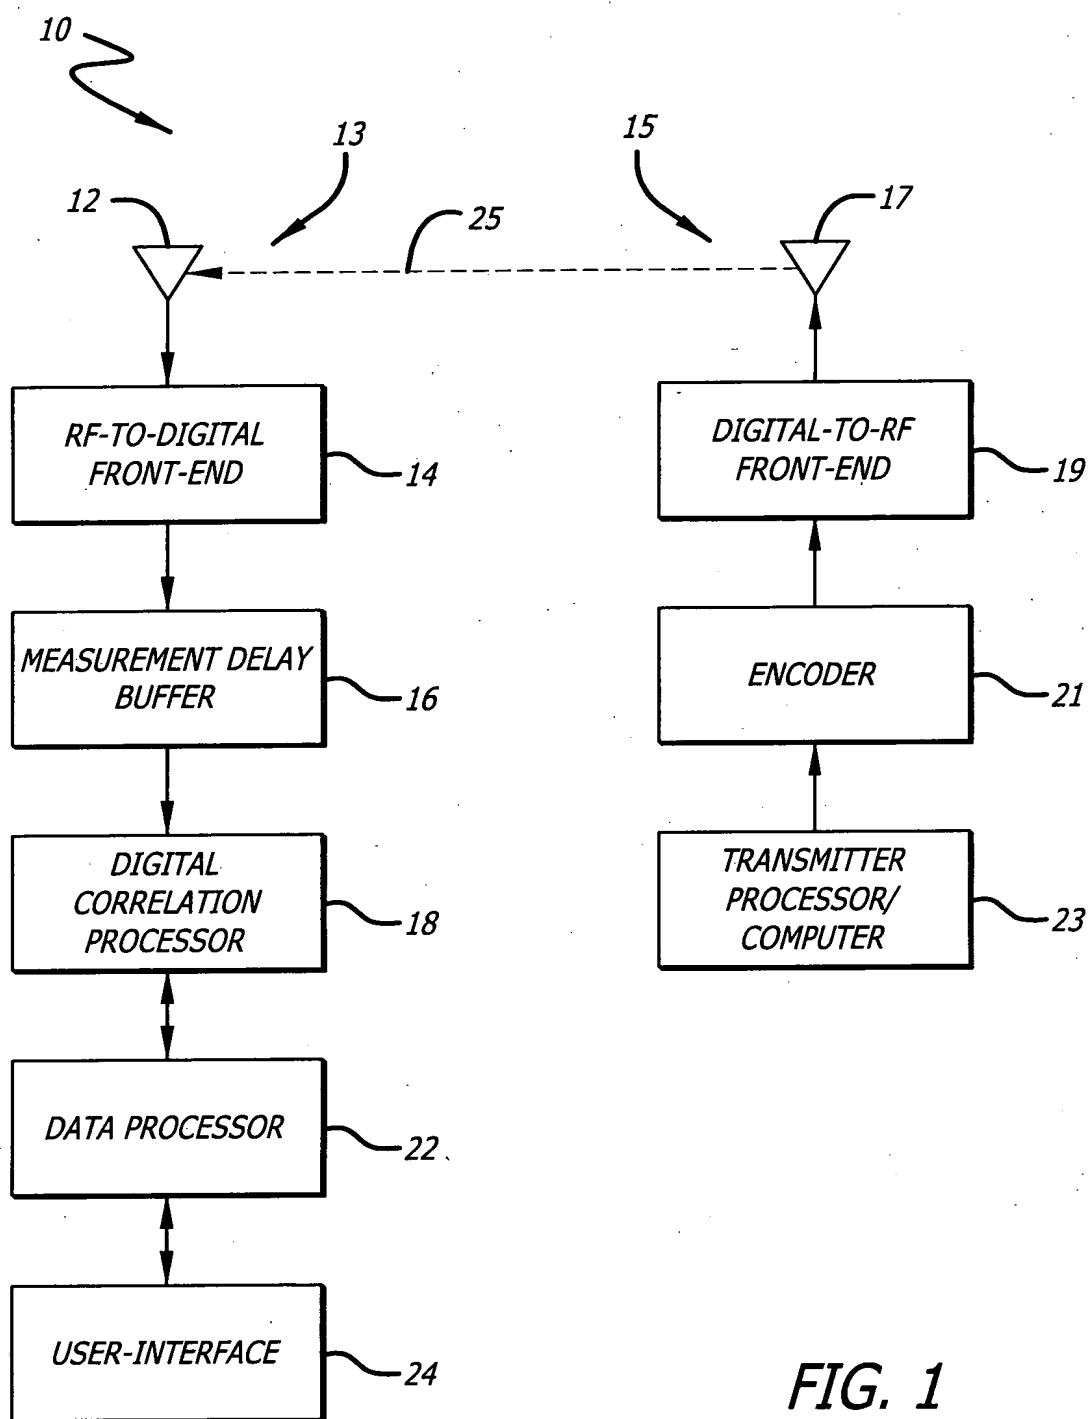 10
13
15
12
25
17
RF-TO-DIGITAL
FRONT-END
14
DIGITAL-TO-RF
FRONT-END
19
MEASUREMENT DELAY
BUFFER
16
ENCODER
21
DIGITAL
CORRELATION
PROCESSOR
18
TRANSMITTER
PROCESSOR/
COMPUTER
23
DATA PROCESSOR
22
USER-INTERFACE
24
FIG. 1